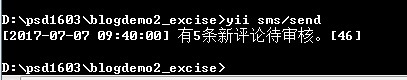 D:\psd1603\blogdemo2_excise>yii sms/send
[2017-07-07 09:40:00] 有5条新评论待审核。[46]
D:\psd1603\blogdemo2_excise>